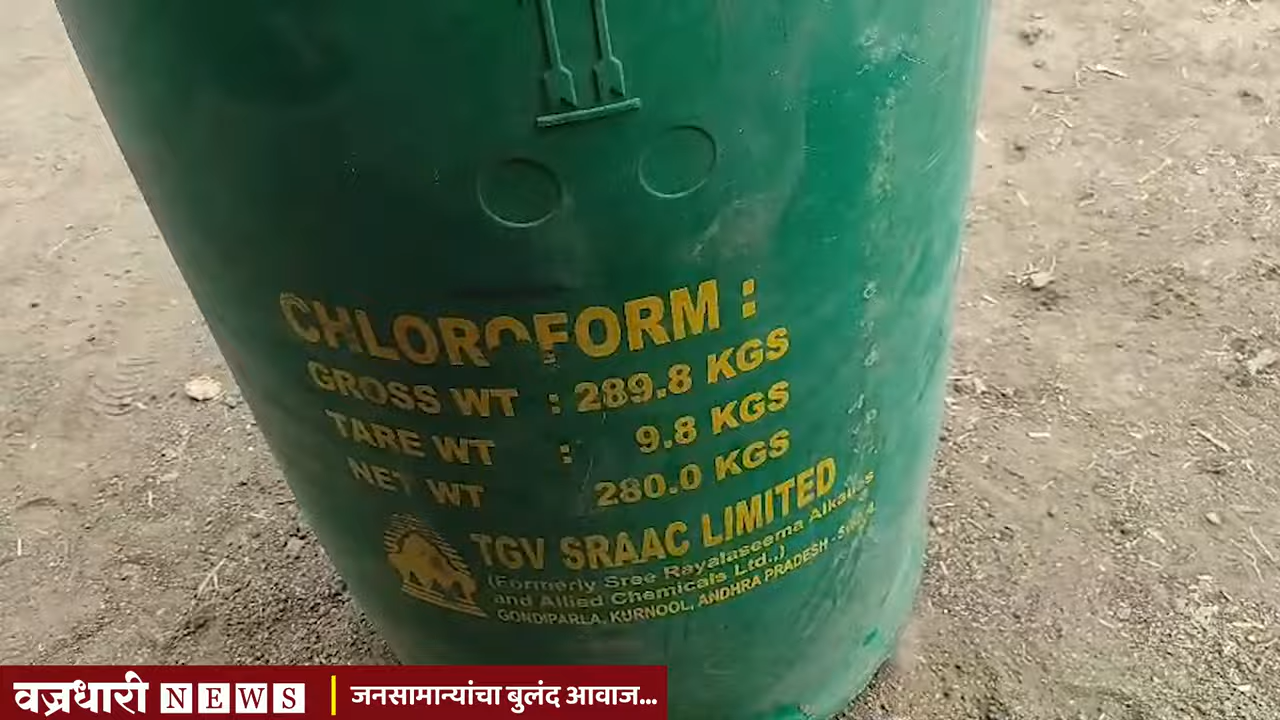 CHLOROFORM :
GROSS WT : 289.8 KGS
TARE WT : 9.8 KGS
NET WT 280.0 KGS
TGV SRAAC LIMITED
(Formerly Sree Rayalaseema Alkalies
and Allied Chemicals Ltd.,)
GONDIPARLA, KURNOOL, ANDHRA PRADESH -
वज्रधारी NEWS जनसामान्यांचा बुलंद आवाज...